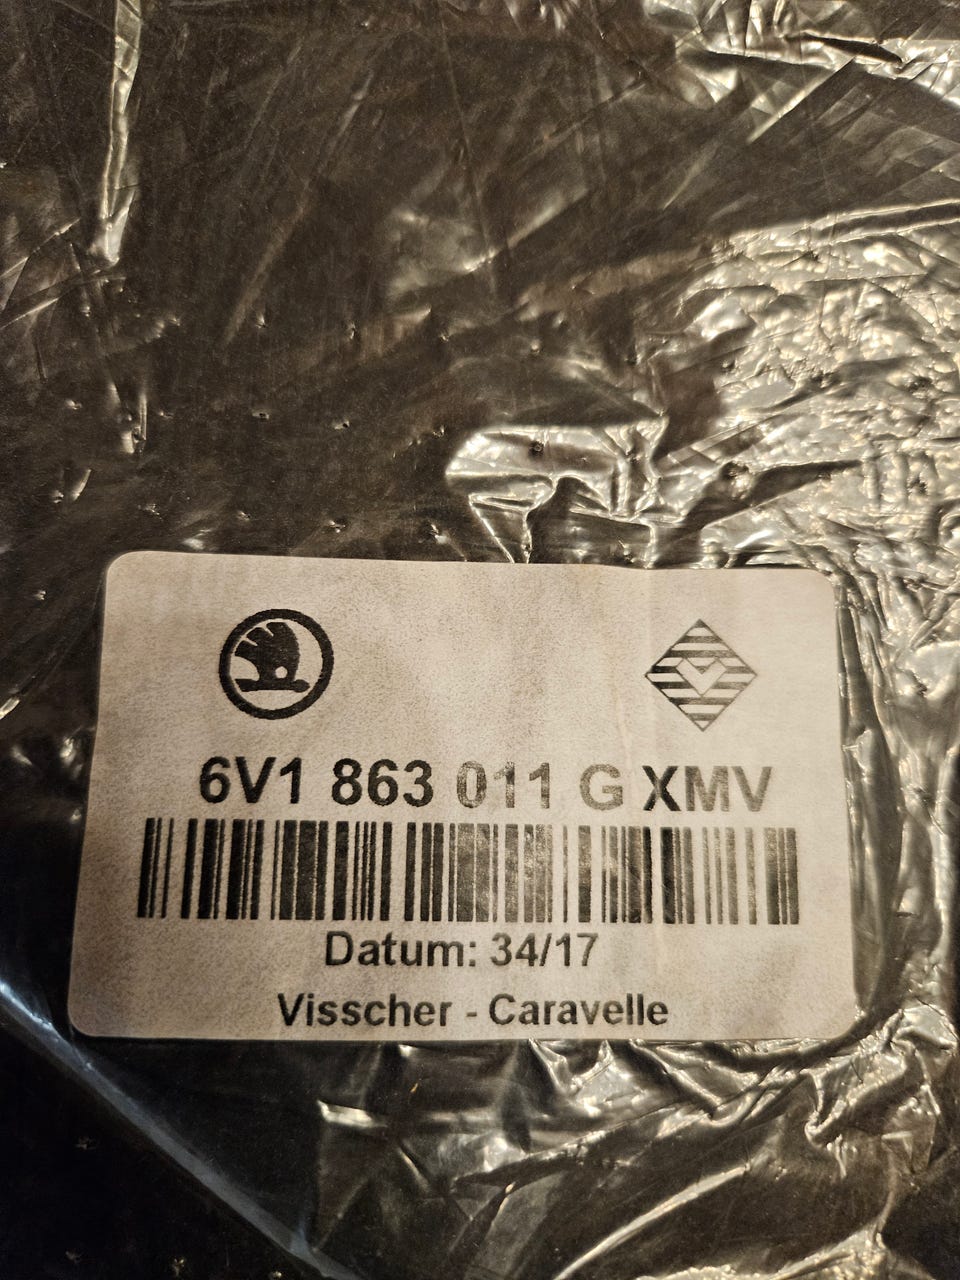 6V1 863 011 G XMV
Datum: 34/17
Visscher - Caravelle